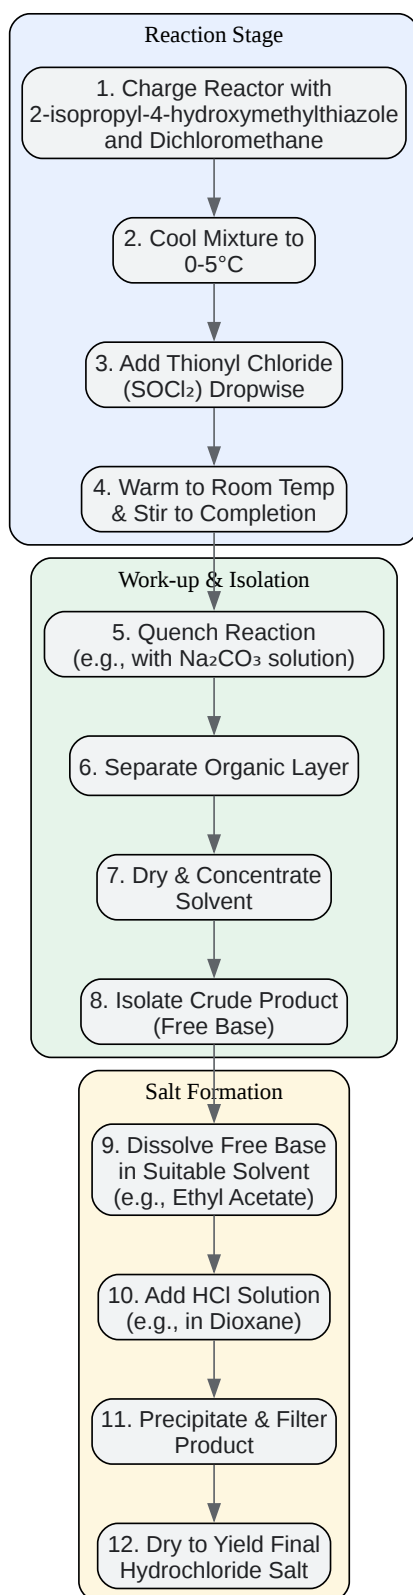 Reaction Stage
1. Charge Reactor with
2-isopropyl-4-hydroxymethylthiazole
and Dichloromethane
2. Cool Mixture to
0-5°C
3. Add Thionyl Chloride
(SOCl₂) Dropwise
4. Warm to Room Temp
& Stir to Completion
Work-up & Isolation
5. Quench Reaction
(e.g., with Na₂CO₃ solution)
6. Separate Organic Layer
7. Dry & Concentrate
Solvent
8. Isolate Crude Product
(Free Base)
Salt Formation
9. Dissolve Free Base
in Suitable Solvent
(e.g., Ethyl Acetate)
10. Add HCl Solution
(e.g., in Dioxane)
11. Precipitate & Filter
Product
12. Dry to Yield Final
Hydrochloride Salt